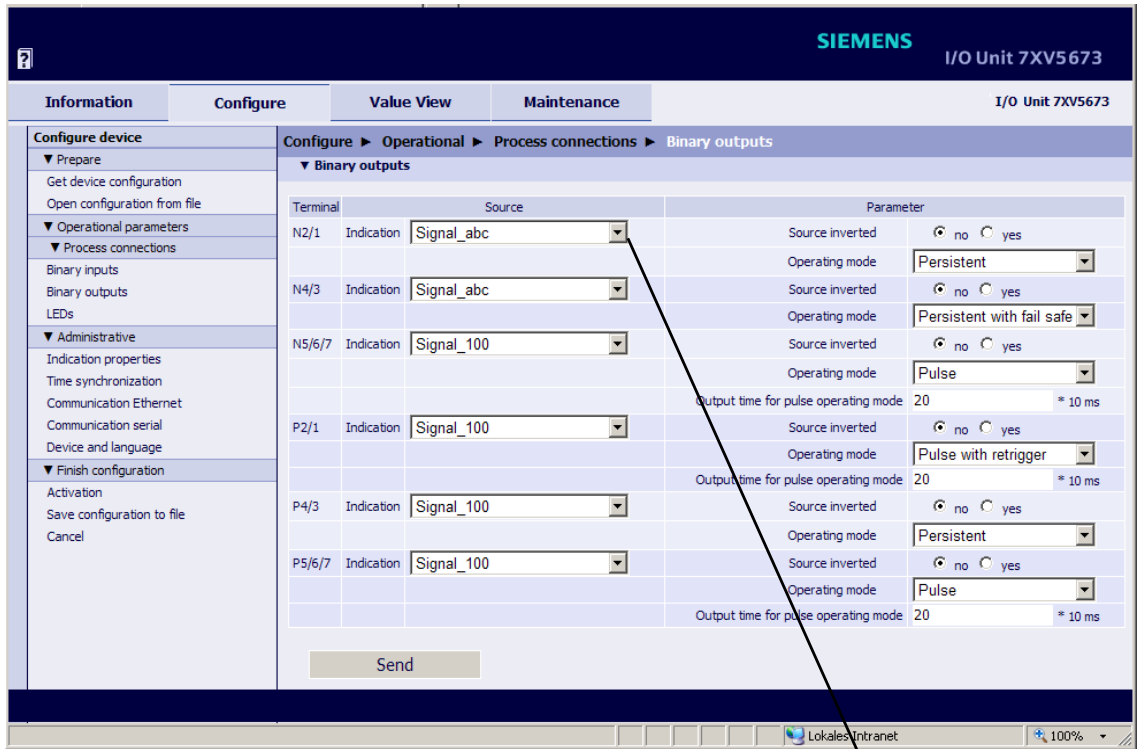 SIEMENS
I/O Unit 7XV5673
Information Configure Value View Maintenance I/O Unit 7XV5673
Configure device
▼ Prepare
Get device configuration
Open configuration from file
▼ Operational parameters
▼ Process connections
Binary inputs
Binary outputs
LEDs
▼ Administrative
Indication properties
Time synchronization
Communication Ethernet
Communication serial
Device and language
▼ Finish configuration
Activation
Save configuration to file
Cancel
Configure ► Operational ► Process connections ► Binary outputs
▼ Binary outputs
Terminal Source Parameter
N2/1 Indication Signal_abc Source inverted no yes
Operating mode Persistent
N4/3 Indication Signal_abc Source inverted no yes
Operating mode Persistent with fail safe
N5/6/7 Indication Signal_100 Source inverted no yes
Operating mode Pulse
Output time for pulse operating mode 20 * 10 ms
P2/1 Indication Signal_100 Source inverted no yes
Operating mode Pulse with retrigger
Output time for pulse operating mode 20 * 10 ms
P4/3 Indication Signal_100 Source inverted no yes
Operating mode Persistent
P5/6/7 Indication Signal_100 Source inverted no yes
Operating mode Pulse
Output time for pulse operating mode 20 * 10 ms
Send
Lokales Intranet 100%